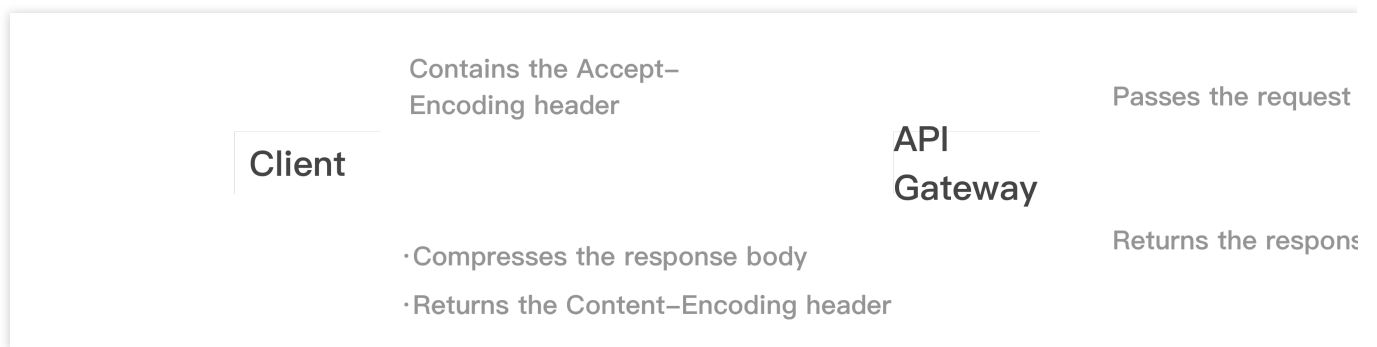 Contains the Accept-
Encoding header
Passes the request
Client
API
Gateway
Returns the respons
·Compresses the response body
·Returns the Content-Encoding header